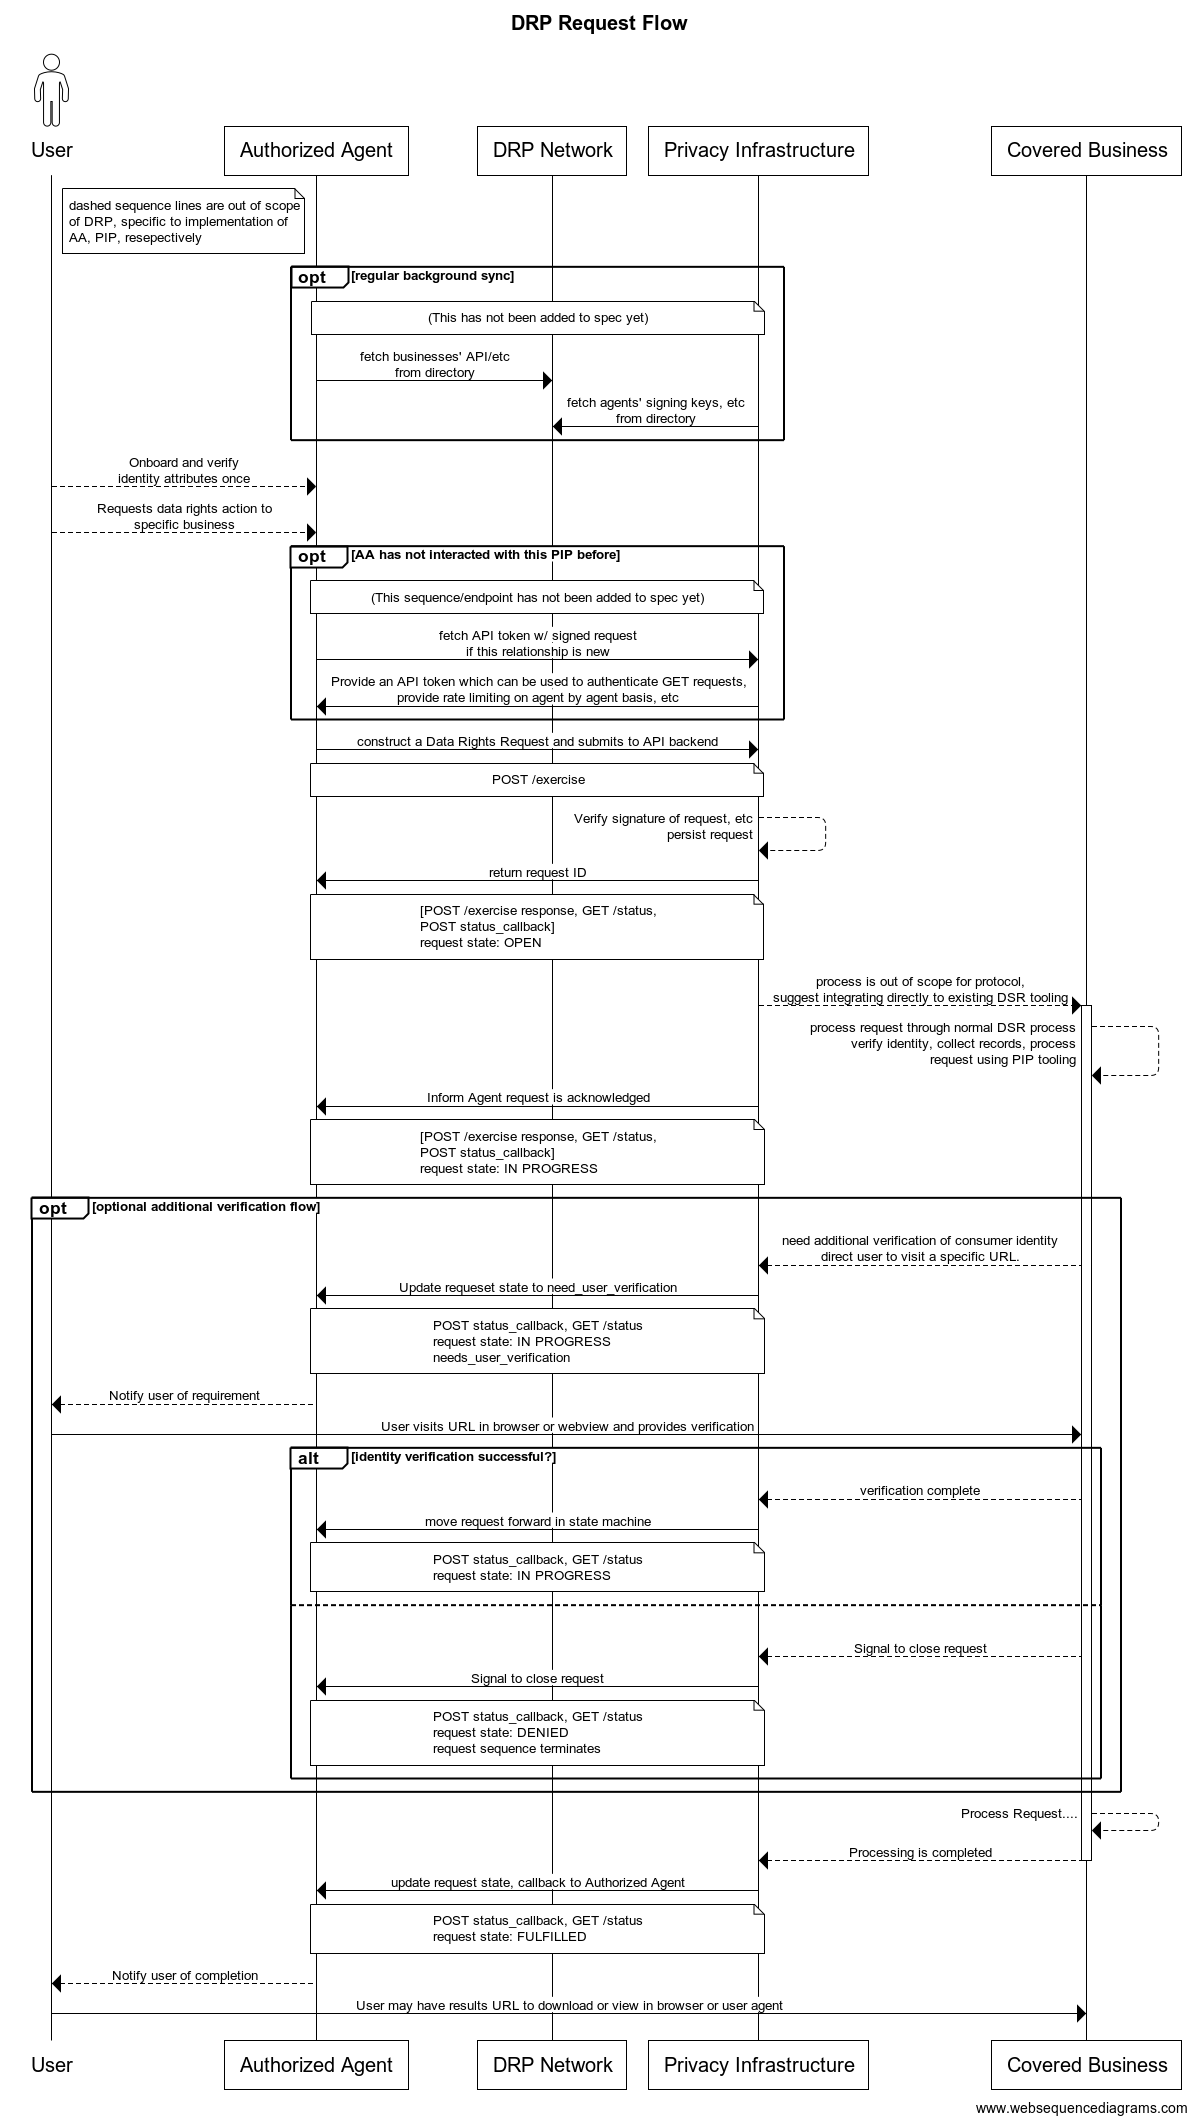 DRP Request Flow
User
Authorized Agent
DRP Network
Privacy Infrastructure
Covered Business
dashed sequence lines are out of scope
of DRP, specific to implementation of
AA, PIP, resepectively
opt
[regular background sync]
(This has not been added to spec yet)
fetch businesses' API/etc
from directory
fetch agents' signing keys, etc
from directory
Onboard and verify
identity attributes once
Requests data rights action to
specific business
opt
[AA has not interacted with this PIP before]
(This sequence/endpoint has not been added to spec yet)
fetch API token w/ signed request
if this relationship is new
Provide an API token which can be used to authenticate GET requests,
provide rate limiting on agent by agent basis, etc
construct a Data Rights Request and submits to API backend
POST /exercise
Verify signature of request, etc
persist request
return request ID
[POST /exercise response, GET /status,
POST status_callback]
request state: OPEN
process is out of scope for protocol,
suggest integrating directly to existing DSR tooling
process request through normal DSR process
verify identity, collect records, process
request using PIP tooling
Inform Agent request is acknowledged
[POST /exercise response, GET /status,
POST status_callback]
request state: IN PROGRESS
opt
[optional additional verification flow]
need additional verification of consumer identity
direct user to visit a specific URL.
Update requeset state to need_user_verification
POST status_callback, GET /status
request state: IN PROGRESS
needs_user_verification
Notify user of requirement
User visits URL in browser or webview and provides verification
alt
[identity verification successful?]
verification complete
move request forward in state machine
POST status_callback, GET /status
request state: IN PROGRESS
Signal to close request
Signal to close request
POST status_callback, GET /status
request state: DENIED
request sequence terminates
Process Request....
Processing is completed
update request state, callback to Authorized Agent
POST status_callback, GET /status
request state: FULFILLED
Notify user of completion
User may have results URL to download or view in browser or user agent
User
Authorized Agent
DRP Network
Privacy Infrastructure
Covered Business
www.websequencediagrams.com